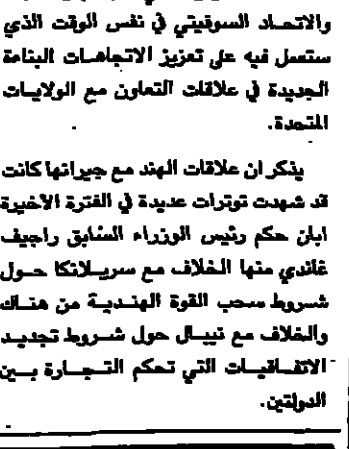 والاتحاد السوفيتي في نفس الوقت الذي
ستعمل فيه على تعزيز الاتجاهات البناءة
الجديدة في علاقات التعاون مع الولايات
المتحدة.
يذكر ان علاقات الهند مع جيرانها كانت
قد شهدت توترات عديدة في الفترة الاخيرة
ابان حكم رئيس الوزراء السابق راجيف
غاندي منها الخلاف مع سريلانكا حول
شروط سحب القوة الهندية من هناك
والخلاف مع نيبال حول شروط تجديد
الاتفاقيات التي تحكم التجارة بين
الدولتين.